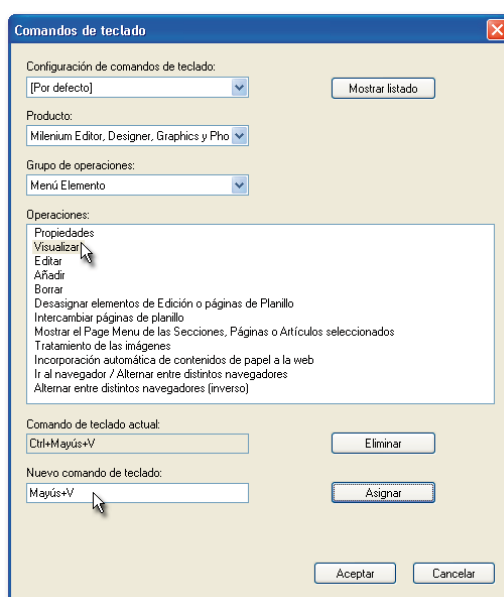 Comandos de teclado
Configuración de comandos de teclado:
[Por defecto]
Mostrar listado
Producto:
Milenium Editor, Designer, Graphics y Pho
Grupo de operaciones:
Menú Elemento
Operaciones:
Propiedades
Visualizar
Editar
Añadir
Borrar
Desasignar elementos de Edición o páginas de Planillo
Intercambiar páginas de planillo
Mostrar el Page Menu de las Secciones, Páginas o Artículos seleccionados
Tratamiento de las imágenes
Incorporación automática de contenidos de papel a la web
Ir al navegador / Alternar entre distintos navegadores
Alternar entre distintos navegadores (inverso)
Comando de teclado actual:
Ctrl+Mayús+V
Eliminar
Nuevo comando de teclado:
Mayús+V
Asignar
Aceptar
Cancelar